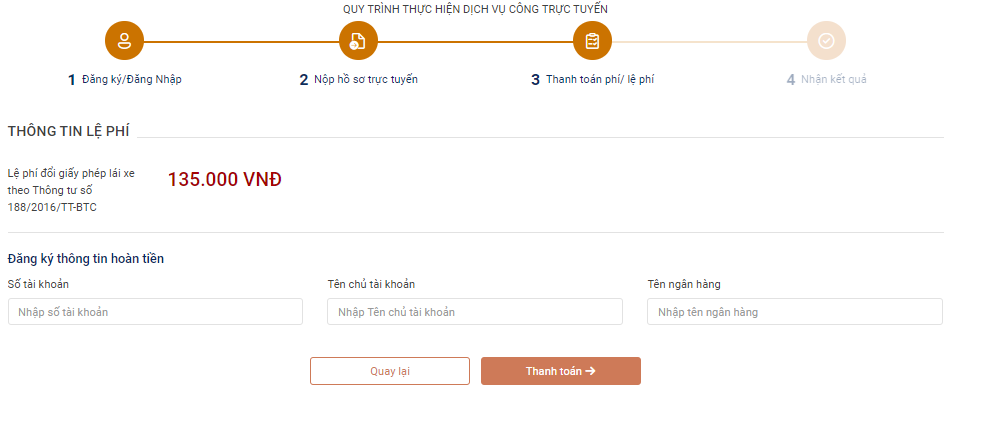 QUY TRÌNH THỰC HIỆN DỊCH VỤ CÔNG TRỰC TUYẾN
1 Đăng ký/Đăng Nhập
2 Nộp hồ sơ trực tuyến
3 Thanh toán phí/ lệ phí
4 Nhận kết quả
THÔNG TIN LỆ PHÍ
Lệ phí đổi giấy phép lái xe
theo Thông tư số
188/2016/TT-BTC
135.000 VNĐ
Đăng ký thông tin hoàn tiền
Số tài khoản
Tên chủ tài khoản
Tên ngân hàng
Nhập số tài khoản
Nhập Tên chủ tài khoản
Nhập tên ngân hàng
Quay lại
Thanh toán →